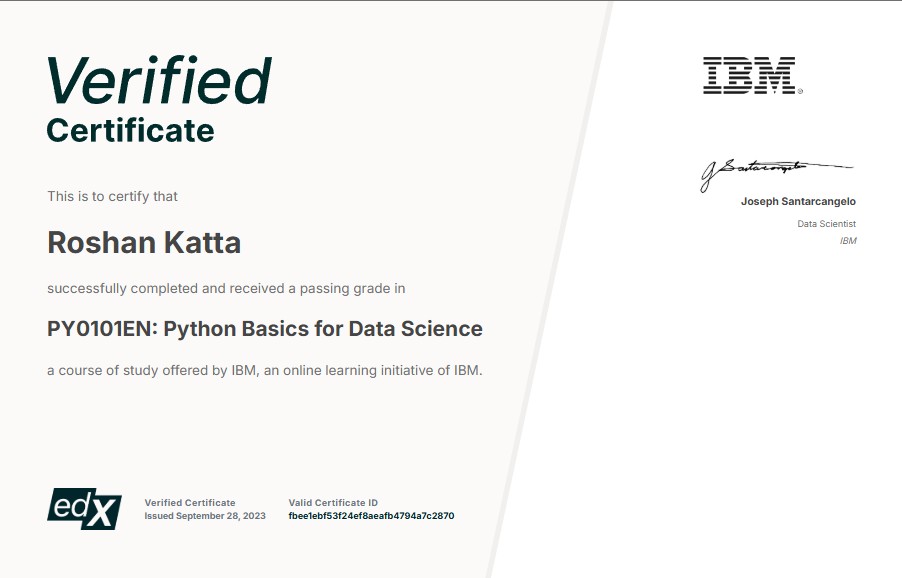 Verified
Certificate
This is to certify that
Roshan Katta
successfully completed and received a passing grade in
PY0101EN: Python Basics for Data Science
a course of study offered by IBM, an online learning initiative of IBM.
edX
Verified Certificate
Issued September 28, 2023
Valid Certificate ID
fbee1ebf53f24ef8aeafb4794a7c2870
IBM®
J Santarcangelo
Joseph Santarcangelo
Data Scientist
IBM